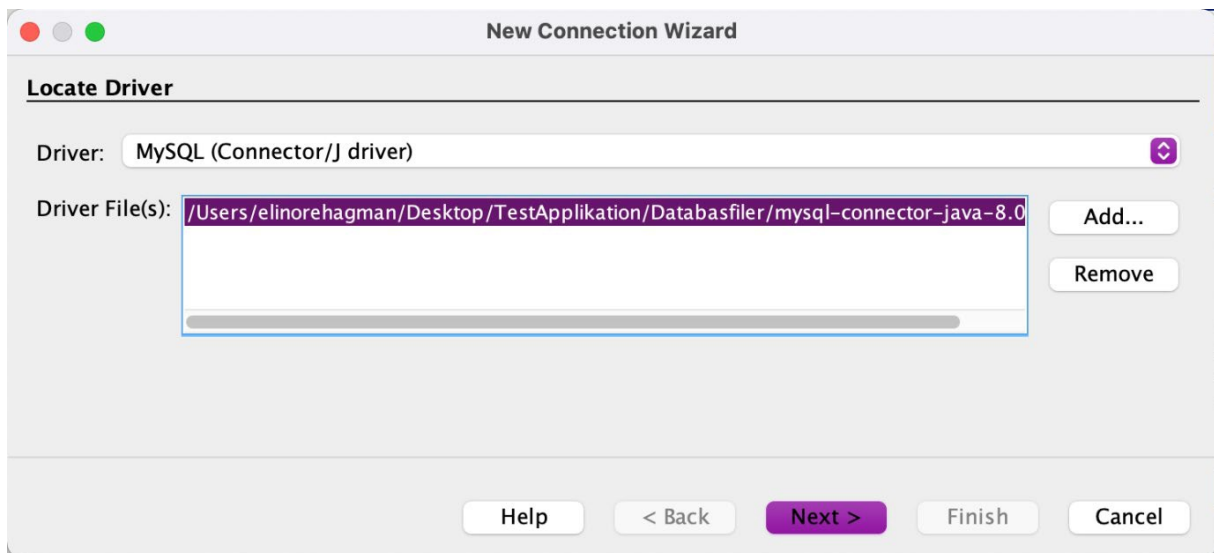 New Connection Wizard
Locate Driver
Driver: MySQL (Connector/J driver)
Driver File(s): /Users/elinorehagman/Desktop/TestApplikation/Databasfiler/mysql-connector-java-8.0
Add...
Remove
Help < Back Next > Finish Cancel